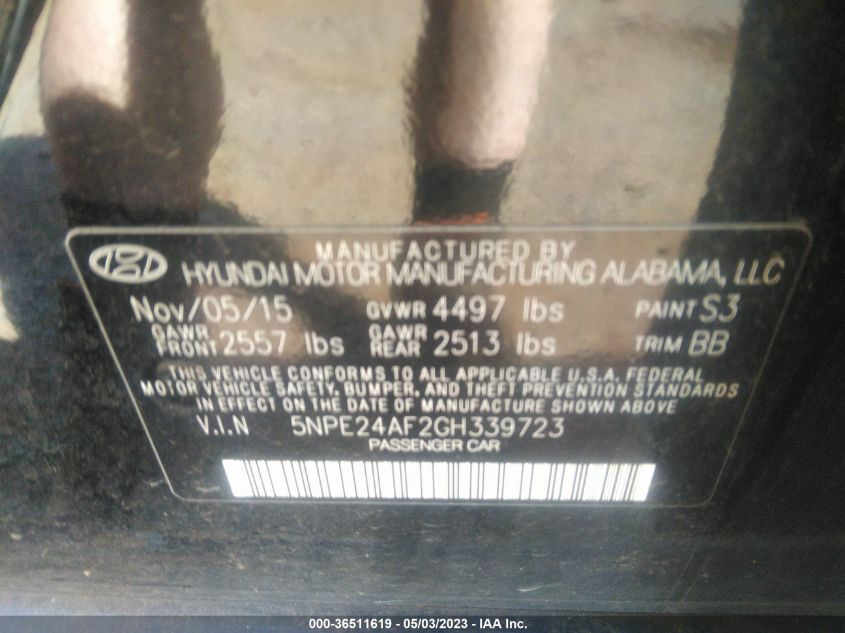 MANUFACTURED BY
HYUNDAI MOTOR MANUFACTURING ALABAMA, LLC
Nov/05/15 GVWR 4497 lbs PAINT S3
GAWR FRONT 2557 lbs GAWR REAR 2513 lbs TRIM BB
THIS VEHICLE CONFORMS TO ALL APPLICABLE U.S.A. FEDERAL
MOTOR VEHICLE SAFETY, BUMPER, AND THEFT PREVENTION STANDARDS
IN EFFECT ON THE DATE OF MANUFACTURE SHOWN ABOVE
V.I.N 5NPE24AF2GH339723
PASSENGER CAR
000-36511619 - 05/03/2023 - IAA Inc.